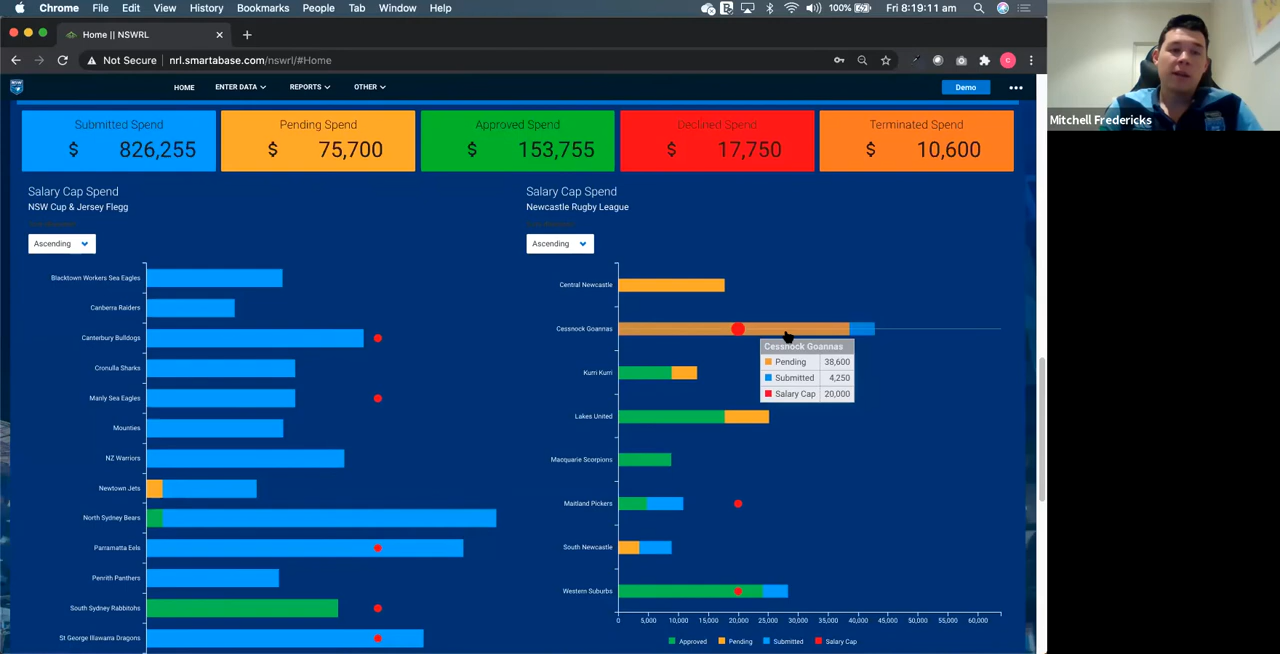 Chrome File Edit View History Bookmarks People Tab Window Help 100% Fri 8:19:11 am
Home || NSWRL
Not Secure nrl.smartabase.com/nswrl/#Home
HOME ENTER DATA REPORTS OTHER Demo
Submitted Spend Pending Spend Approved Spend Declined Spend Terminated Spend
$ 826,255 $ 75,700 $ 153,755 $ 17,750 $ 10,600
Mitchell Fredericks
Salary Cap Spend
NSW Cup & Jersey Flegg
Ascending
Blacktown Workers Sea Eagles
Canberra Raiders
Canterbury Bulldogs
Cronulla Sharks
Manly Sea Eagles
Mounties
NZ Warriors
Newtown Jets
North Sydney Bears
Parramatta Eels
Penrith Panthers
South Sydney Rabbitohs
St George Illawarra Dragons
Salary Cap Spend
Newcastle Rugby League
Ascending
Central Newcastle
Cessnock Goannas
Cessnock Goannas
Pending 38,600
Submitted 4,250
Salary Cap 20,000
Kurri Kurri
Lakes United
Macquarie Scorpions
Maitland Pickers
South Newcastle
Western Suburbs
0 5,000 10,000 15,000 20,000 25,000 30,000 35,000 40,000 45,000 50,000 55,000 60,000
Approved Pending Submitted Salary Cap